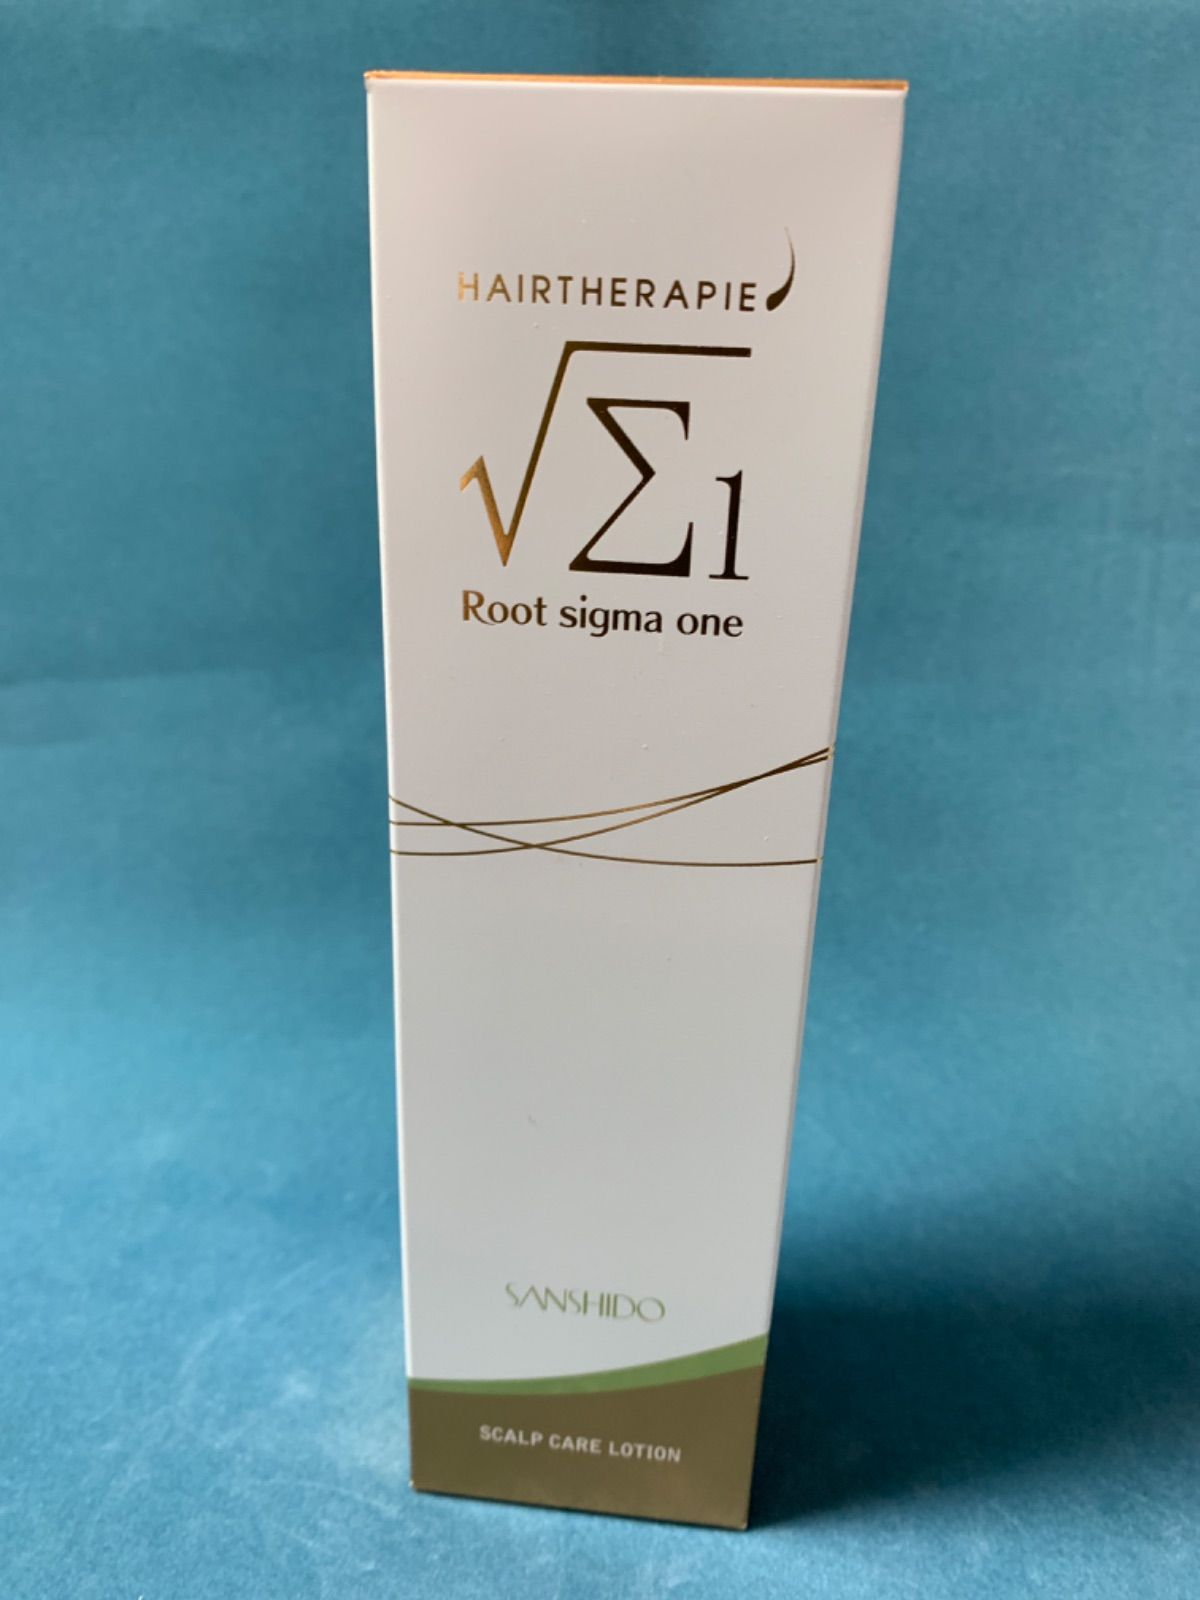 HAIRTHERAPIE
√Σ1
Root sigma one
SANSHIDO
SCALP CARE LOTION